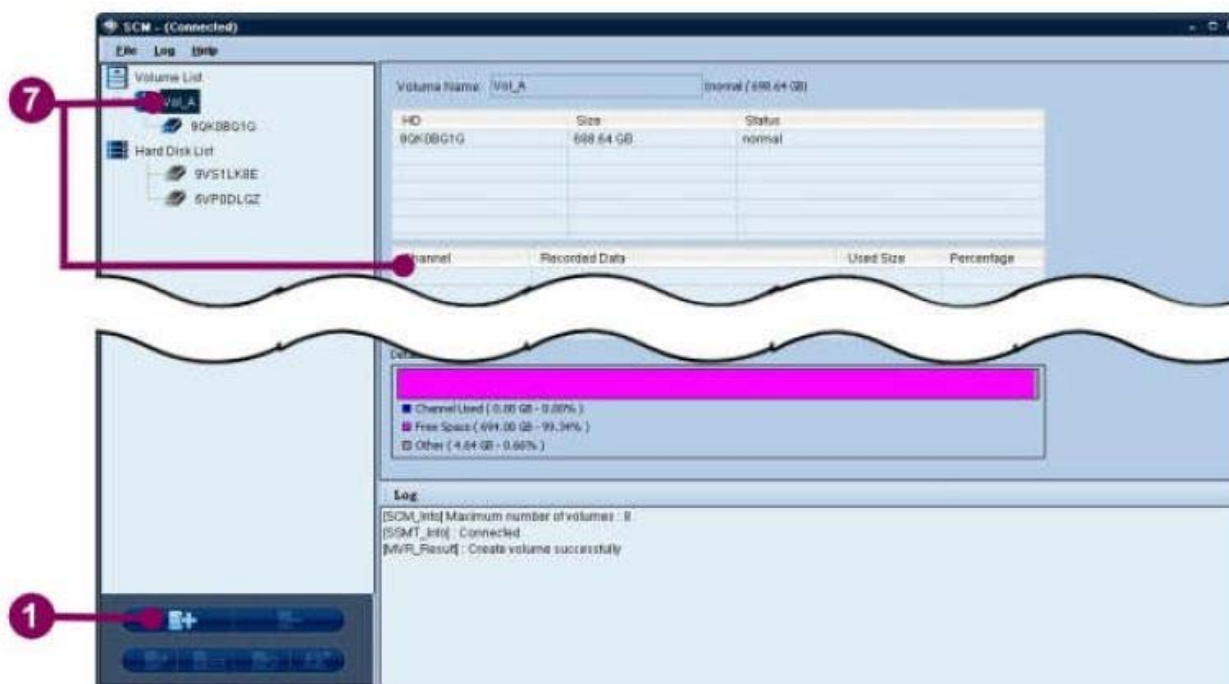 SCM - (Connected)
File Log Help
7
Volume List
Vol_A
9QK0BG1G
Hard Disk List
9VS1LK8E
6VP0DLGZ
Volume Name: Vol_A (normal / 698.64 GB)
HD Size Status
9QK0BG1G 698.64 GB normal
Channel Recorded Data Used Size Percentage
Channel Used ( 0.00 GB - 0.00% )
Free Space ( 694.00 GB - 99.34% )
Other ( 4.64 GB - 0.66% )
Log
[SCM_Info] Maximum number of volumes : 8
[SSMT_Info] : Connected
[MVR_Result] : Create volume successfully
1